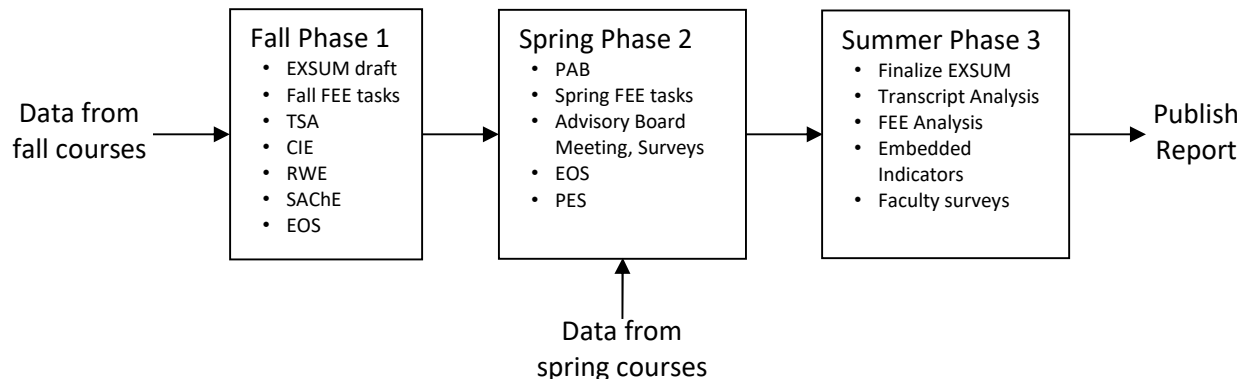 Data from
fall courses
Fall Phase 1
• EXSUM draft
• Fall FEE tasks
• TSA
• CIE
• RWE
• SAChE
• EOS
Spring Phase 2
• PAB
• Spring FEE tasks
• Advisory Board
Meeting, Surveys
• EOS
• PES
Data from
spring courses
Summer Phase 3
• Finalize EXSUM
• Transcript Analysis
• FEE Analysis
• Embedded
Indicators
• Faculty surveys
Publish
Report